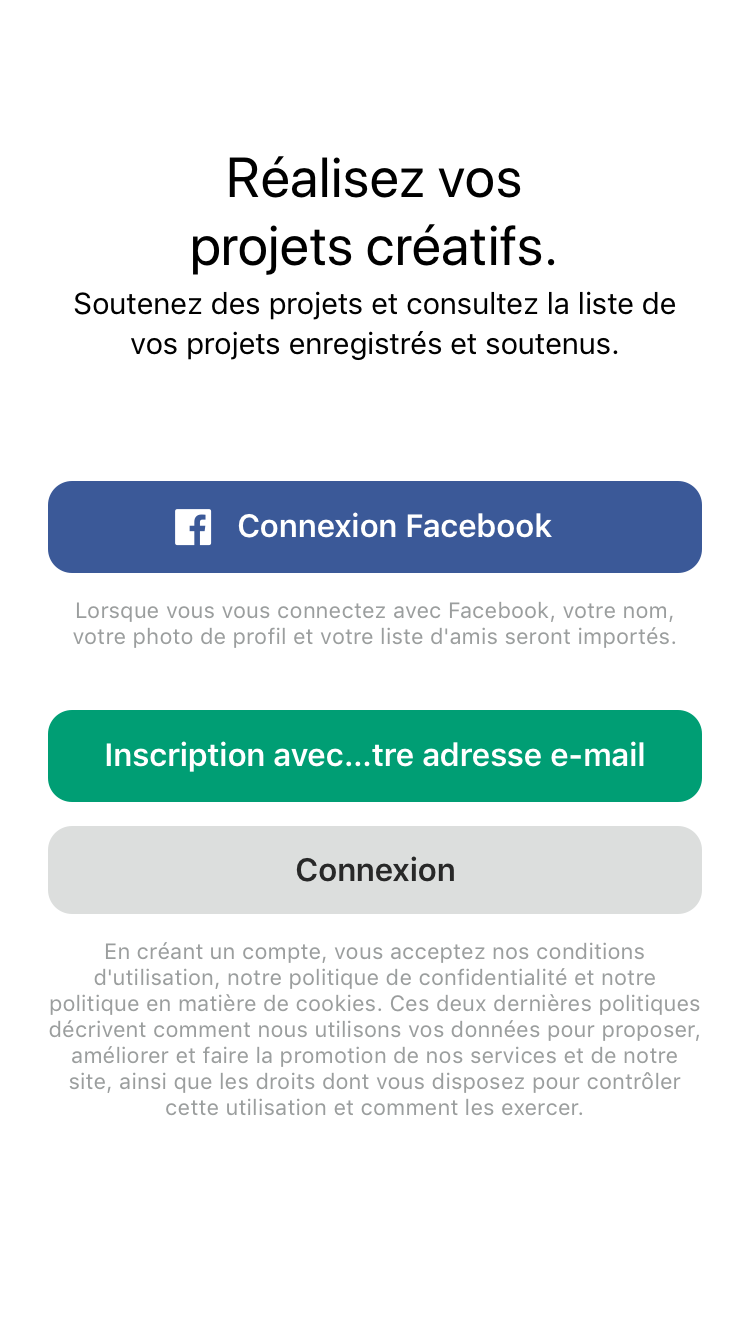 Réalisez vos
projets créatifs.
Soutenez des projets et consultez la liste de
vos projets enregistrés et soutenus.
Connexion Facebook
Lorsque vous vous connectez avec Facebook, votre nom,
votre photo de profil et votre liste d'amis seront importés.
Inscription avec...tre adresse e-mail
Connexion
En créant un compte, vous acceptez nos conditions
d'utilisation, notre politique de confidentialité et notre
politique en matière de cookies. Ces deux dernières politiques
décrivent comment nous utilisons vos données pour proposer,
améliorer et faire la promotion de nos services et de notre
site, ainsi que les droits dont vous disposez pour contrôler
cette utilisation et comment les exercer.